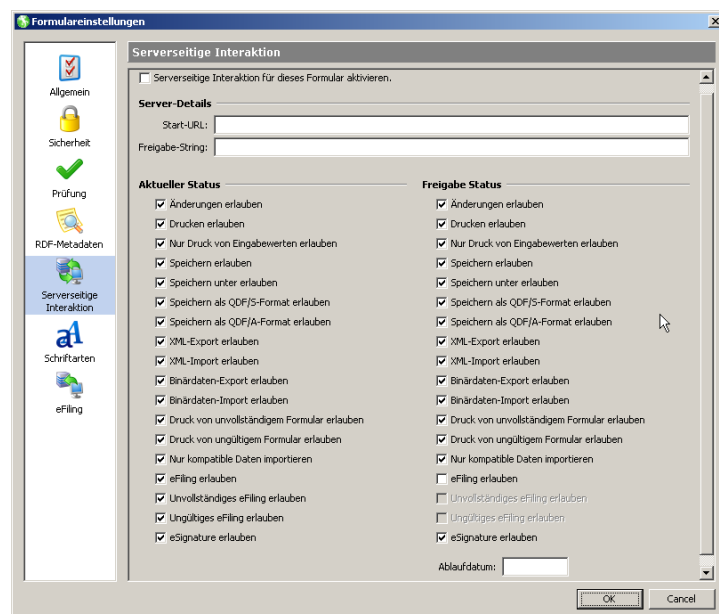 Formulareinstellungen
Allgemein
Sicherheit
Prüfung
RDF-Metadaten
Serverseitige
Interaktion
Schriftarten
eFiling
Serverseitige Interaktion
Serverseitige Interaktion für dieses Formular aktivieren.
Server-Details
Start-URL:
Freigabe-String:
Aktueller Status
Änderungen erlauben
Drucken erlauben
Nur Druck von Eingabewerten erlauben
Speichern erlauben
Speichern unter erlauben
Speichern als QDF/S-Format erlauben
Speichern als QDF/A-Format erlauben
XML-Export erlauben
XML-Import erlauben
Binärdaten-Export erlauben
Binärdaten-Import erlauben
Druck von unvollständigem Formular erlauben
Druck von ungültigem Formular erlauben
Nur kompatible Daten importieren
eFiling erlauben
Unvollständiges eFiling erlauben
Ungültiges eFiling erlauben
eSignature erlauben
Freigabe Status
Änderungen erlauben
Drucken erlauben
Nur Druck von Eingabewerten erlauben
Speichern erlauben
Speichern unter erlauben
Speichern als QDF/S-Format erlauben
Speichern als QDF/A-Format erlauben
XML-Export erlauben
XML-Import erlauben
Binärdaten-Export erlauben
Binärdaten-Import erlauben
Druck von unvollständigem Formular erlauben
Druck von ungültigem Formular erlauben
Nur kompatible Daten importieren
eFiling erlauben
Unvollständiges eFiling erlauben
Ungültiges eFiling erlauben
eSignature erlauben
Ablaufdatum:
OK
Cancel